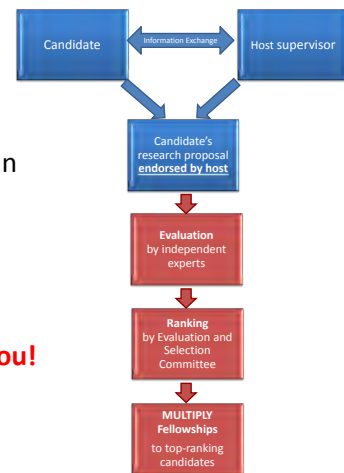 Candidate
Information Exchange
Host supervisor
Candidate's
research proposal
endorsed by host
n
Evaluation
by independent
experts
Ranking
by Evaluation and
Selection
Committee
ou!
MULTIPLY
Fellowships
to top-ranking
candidates